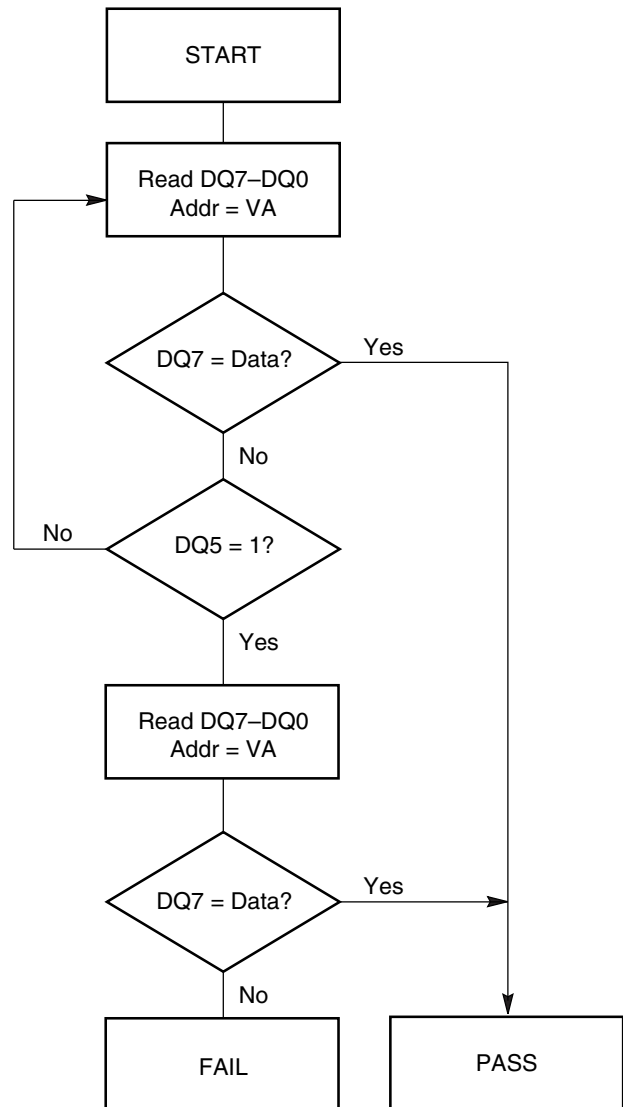 START
Read DQ7–DQ0
Addr = VA
DQ7 = Data?
Yes
No
No
DQ5 = 1?
Yes
Read DQ7–DQ0
Addr = VA
DQ7 = Data?
Yes
No
FAIL
PASS